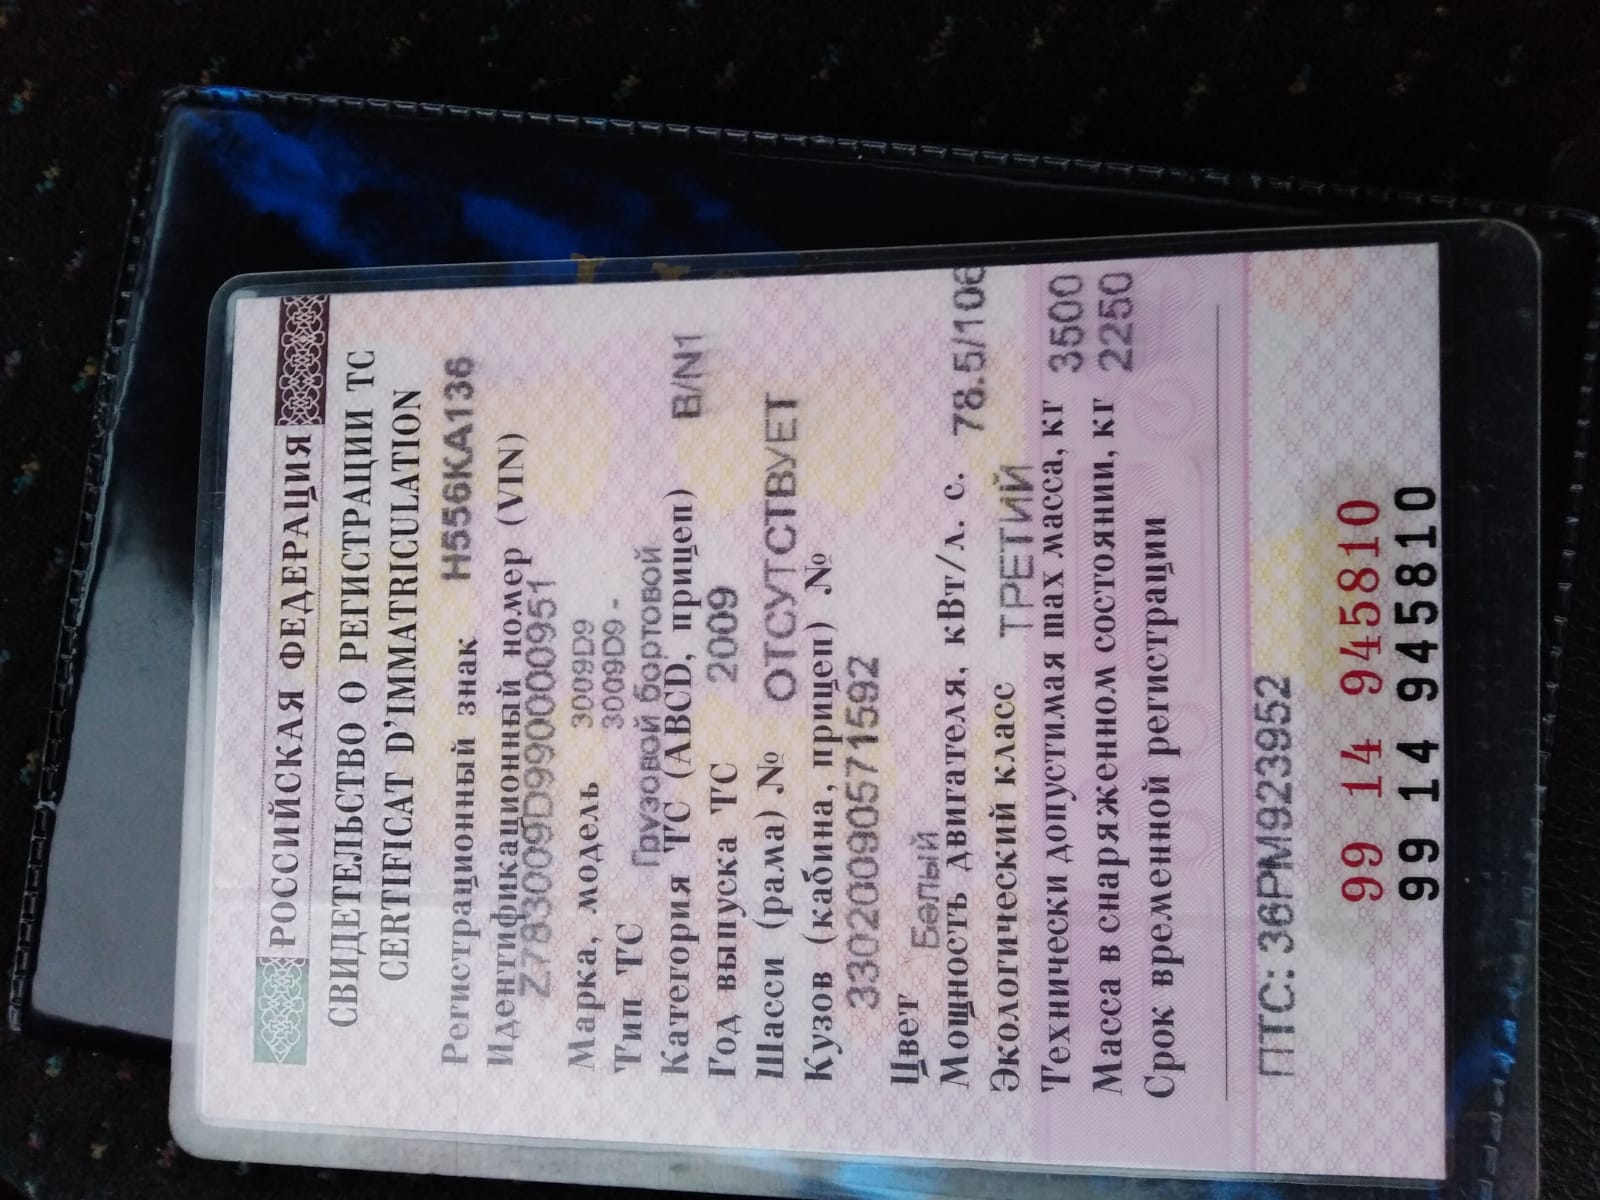 РОССИЙСКАЯ ФЕДЕРАЦИЯ
СВИДЕТЕЛЬСТВО О РЕГИСТРАЦИИ ТС
CERTIFICAT D'IMMATRICULATION
Регистрационный знак Н556КА136
Идентификационный номер (VIN)
Z783009D990000951
Марка, модель 3009D9
3009D9 -
Тип ТС Грузовой бортовой
Категория ТС (ABCD, прицеп) B/N1
Год выпуска ТС 2009
Шасси (рама) № ОТСУТСТВУЕТ
Кузов (кабина, прицеп) №
33020090571592
Цвет Белый
Мощность двигателя, кВт/л. с. 78.5/106
Экологический класс ТРЕТИЙ
Технически допустимая max масса, кг 3500
Масса в снаряженном состоянии, кг 2250
Срок временной регистрации
ПТС: 36РМ923952
99 14 945810
99 14 945810